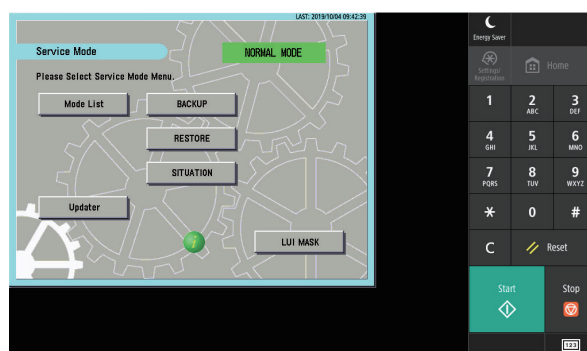 LAST: 2019/10/04 09:42:39
Service Mode
NORMAL MODE
Please Select Service Mode Menu.
Mode List
BACKUP
RESTORE
SITUATION
Updater
i
LUI MASK
Energy Saver
Settings/
Registration
Home
1
2
ABC
3
DEF
4
GHI
5
JKL
6
MNO
7
PQRS
8
TUV
9
WXYZ
*
0
#
C
Reset
Start
Stop
123